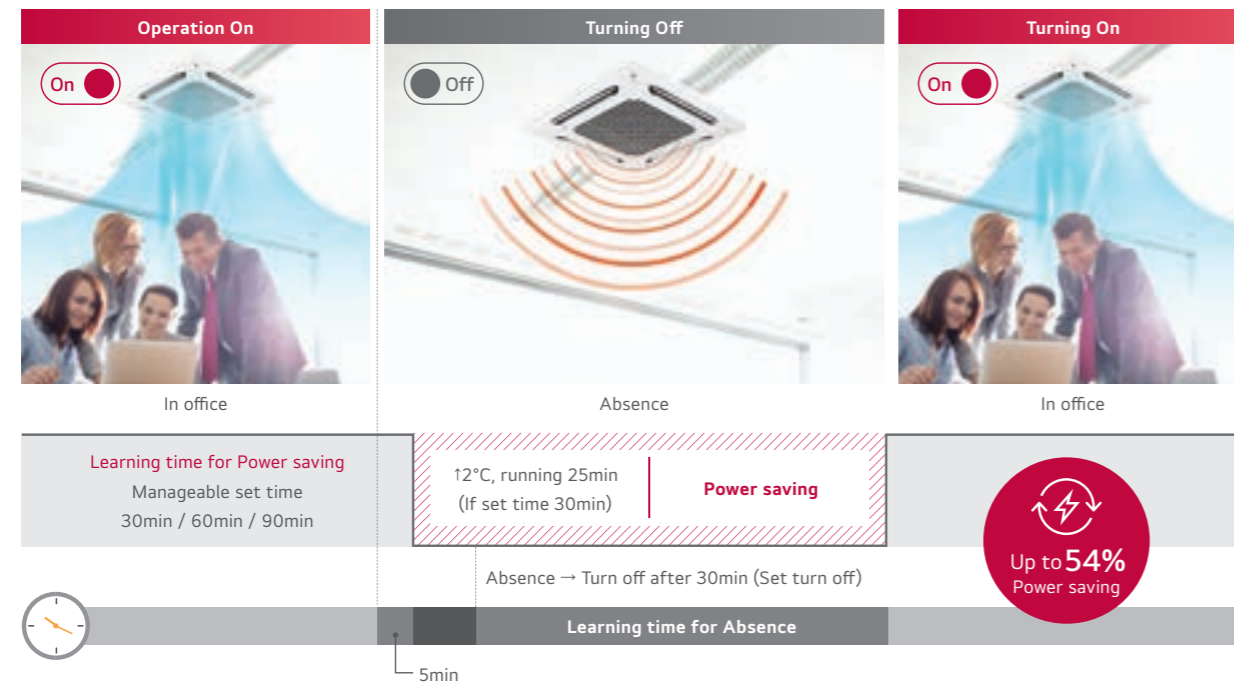 Operation On
Turning Off
Turning On
On
Off
On
In office
Absence
In office
Learning time for Power saving
Manageable set time
30min / 60min / 90min
↑2°C, running 25min
(If set time 30min)
Power saving
Up to 54%
Power saving
Absence → Turn off after 30min (Set turn off)
Learning time for Absence
5min